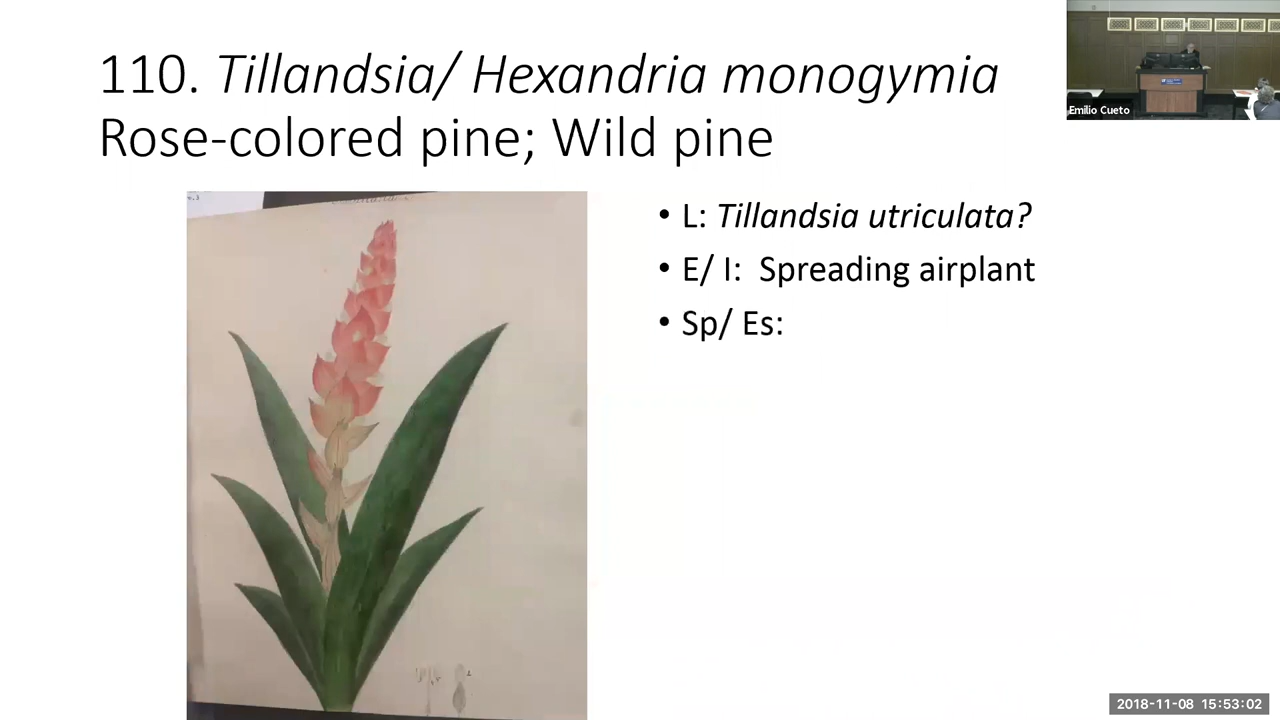 110. Tillandsia/ Hexandria monogymia
Rose-colored pine; Wild pine
Emilio Cueto
• L: Tillandsia utriculata?
• E/ I: Spreading airplant
• Sp/ Es:
2018-11-08 15:53:02